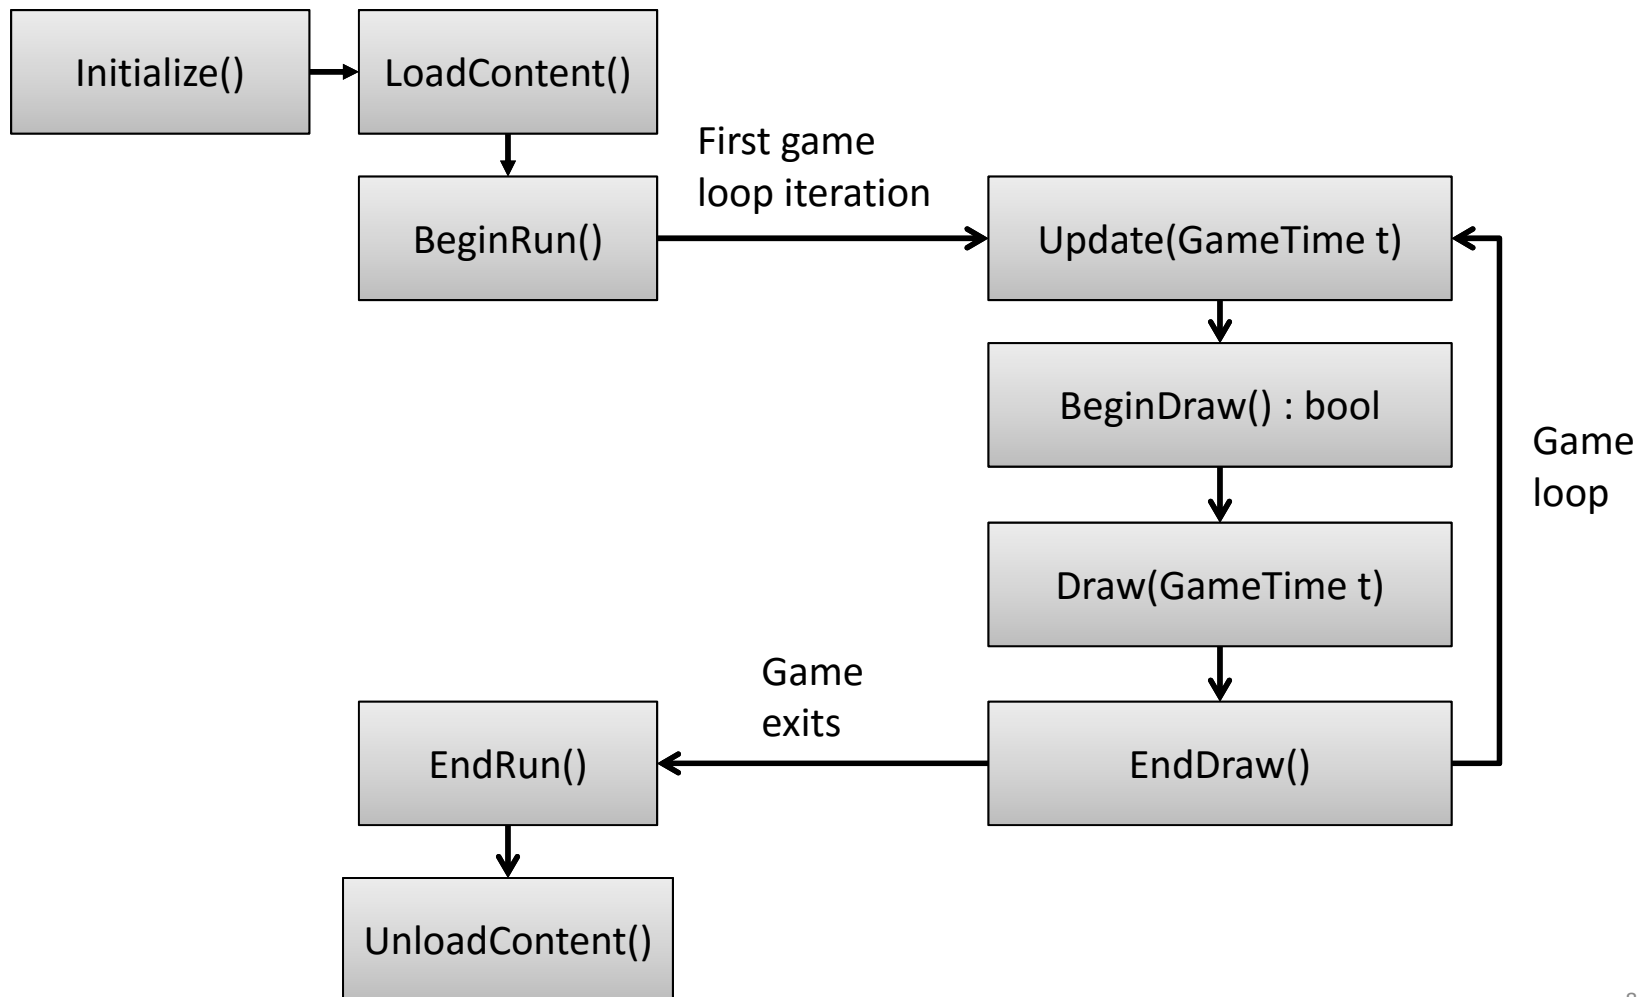 Initialize()
LoadContent()
First game
loop iteration
BeginRun()
Update(GameTime t)
BeginDraw() : bool
Game
loop
Draw(GameTime t)
Game
exits
EndRun()
EndDraw()
UnloadContent()